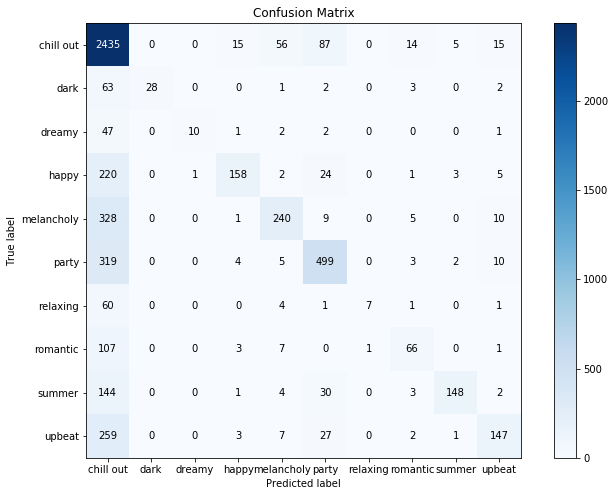 Confusion Matrix
chill out 2435 0 0 15 56 87 0 14 5 15
dark 63 28 0 0 1 2 0 3 0 2
dreamy 47 0 10 1 2 2 0 0 0 1
happy 220 0 1 158 2 24 0 1 3 5
melancholy 328 0 0 1 240 9 0 5 0 10
party 319 0 0 4 5 499 0 3 2 10
relaxing 60 0 0 0 4 1 7 1 0 1
romantic 107 0 0 3 7 0 1 66 0 1
summer 144 0 0 1 4 30 0 3 148 2
upbeat 259 0 0 3 7 27 0 2 1 147
chill out dark dreamy happy melancholy party relaxing romantic summer upbeat
Predicted label
True label
2000
1500
1000
500
0